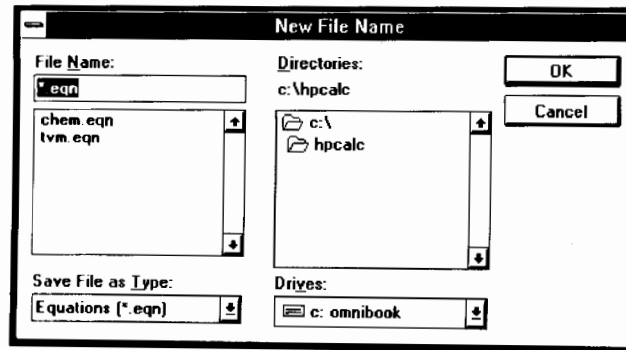 New File Name
File Name:
*.eqn
chem.eqn
tvm.eqn
Save File as Type:
Equations (*.eqn)
Directories:
c:\hpcalc
c:\
hpcalc
Drives:
c: omnibook
OK
Cancel